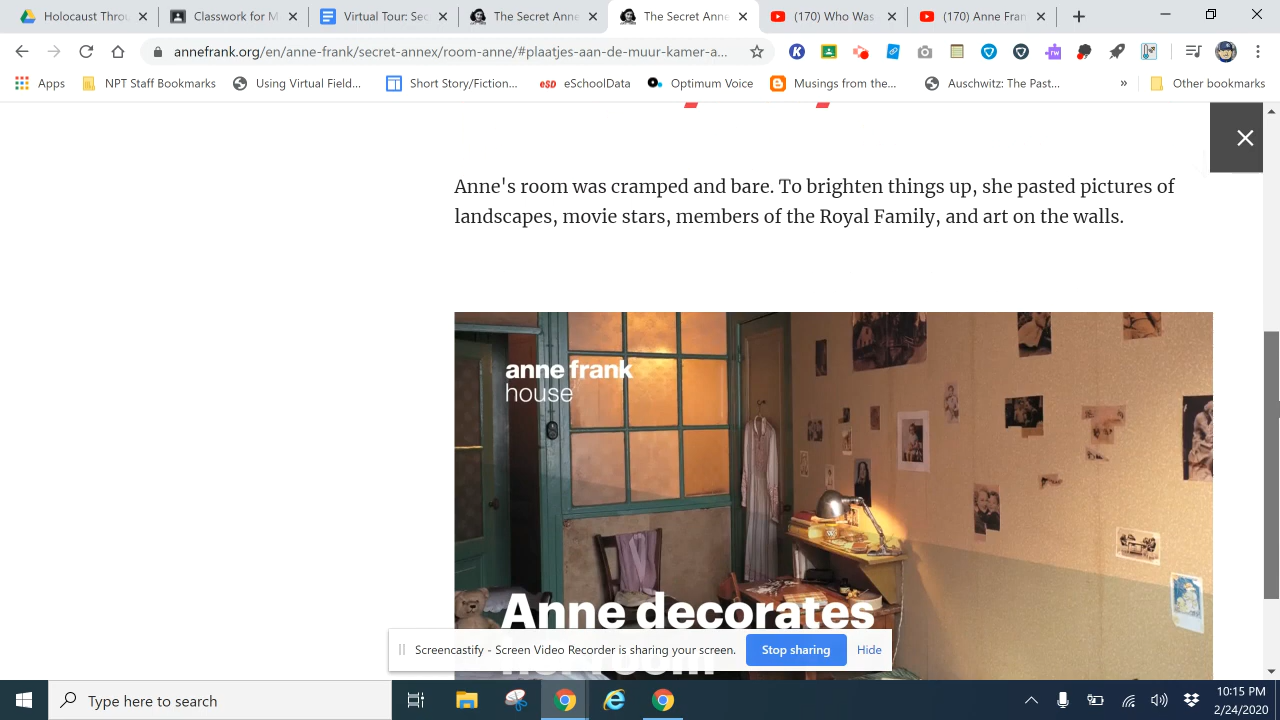 Holocaust Throu
Classwork for M
Virtual Tour: Sec
The Secret Anne
The Secret Anne
(170) Who Was
(170) Anne Fran
annefrank.org/en/anne-frank/secret-annex/room-anne/#plaatjes-aan-de-muur-kamer-a...
Apps
NPT Staff Bookmarks
Using Virtual Field...
Short Story/Fiction...
esd eSchoolData
Optimum Voice
Musings from the...
Auschwitz: The Past...
»
Other bookmarks
Anne's room was cramped and bare. To brighten things up, she pasted pictures of
landscapes, movie stars, members of the Royal Family, and art on the walls.
anne frank
house
Anne decorates
her room
Screencastify - Screen Video Recorder is sharing your screen.
Stop sharing
Hide
Type here to search
10:15 PM
2/24/2020